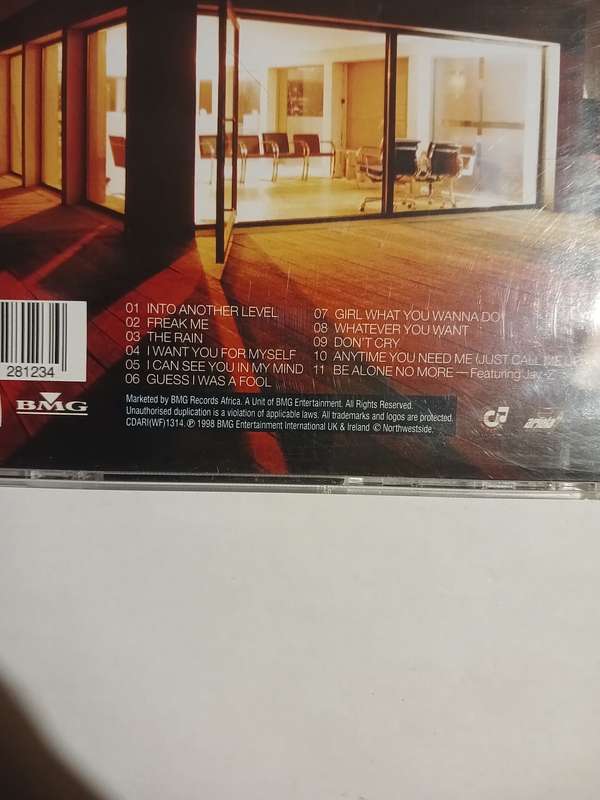 01 INTO ANOTHER LEVEL
02 FREAK ME
03 THE RAIN
04 I WANT YOU FOR MYSELF
05 I CAN SEE YOU IN MY MIND
06 GUESS I WAS A FOOL
07 GIRL WHAT YOU WANNA DO
08 WHATEVER YOU WANT
09 DON'T CRY
10 ANYTIME YOU NEED ME (JUST CALL ME
11 BE ALONE NO MORE — Featuring Jay-Z
281234
BMG
Marketed by BMG Records Africa. A Unit of BMG Entertainment. All Rights Reserved.
Unauthorised duplication is a violation of applicable laws. All trademarks and logos are protected.
CDARI(WF)1314. ℗ 1998 BMG Entertainment International UK & Ireland © Northwestside.